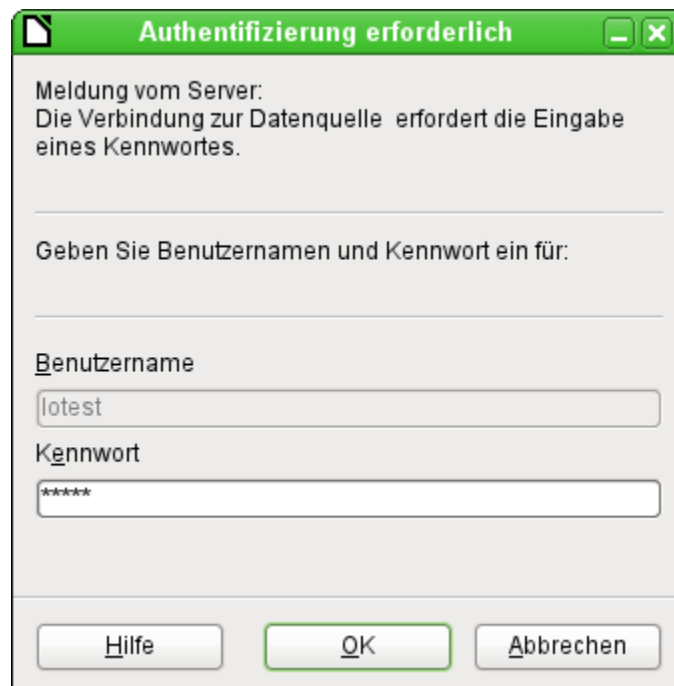 Authentifizierung erforderlich
Meldung vom Server:
Die Verbindung zur Datenquelle  erfordert die Eingabe
eines Kennwortes.
Geben Sie Benutzernamen und Kennwort ein für:
Benutzername
lotest
Kennwort
*****
Hilfe OK Abbrechen